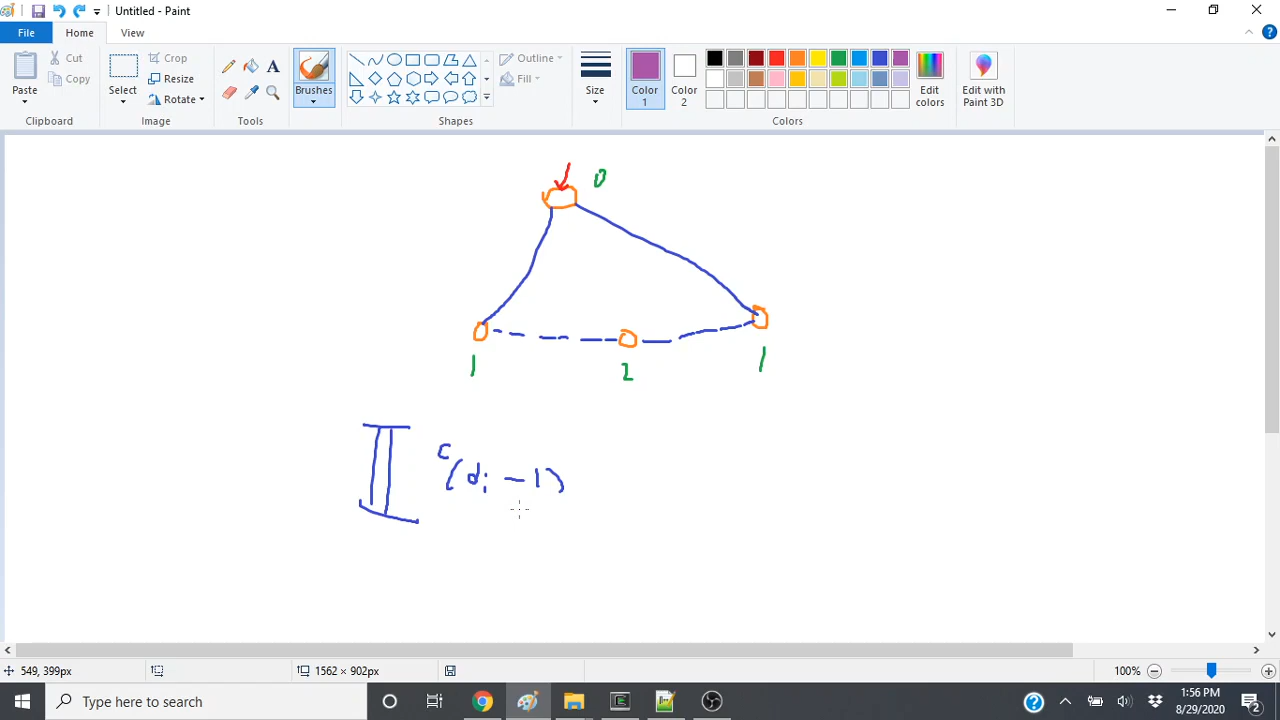 Untitled - Paint
File Home View
Paste Cut Copy
Clipboard
Select Crop Resize Rotate
Image
Tools
Brushes
Outline Fill
Shapes
Size
Color 1
Color 2
Edit colors
Colors
Edit with Paint 3D
0
1
2
1
c
(di - 1)
549, 399px
1562 × 902px
100%
Type here to search
1:56 PM
8/29/2020
2